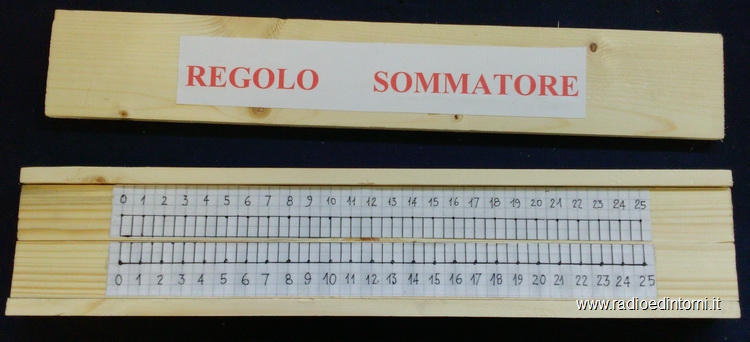 REGOLO SOMMATORE
0 1 2 3 4 5 6 7 8 9 10 11 12 13 14 15 16 17 18 19 20 21 22 23 24 25
0 1 2 3 4 5 6 7 8 9 10 11 12 13 14 15 16 17 18 19 20 21 22 23 24 25
www.radioedintorni.it